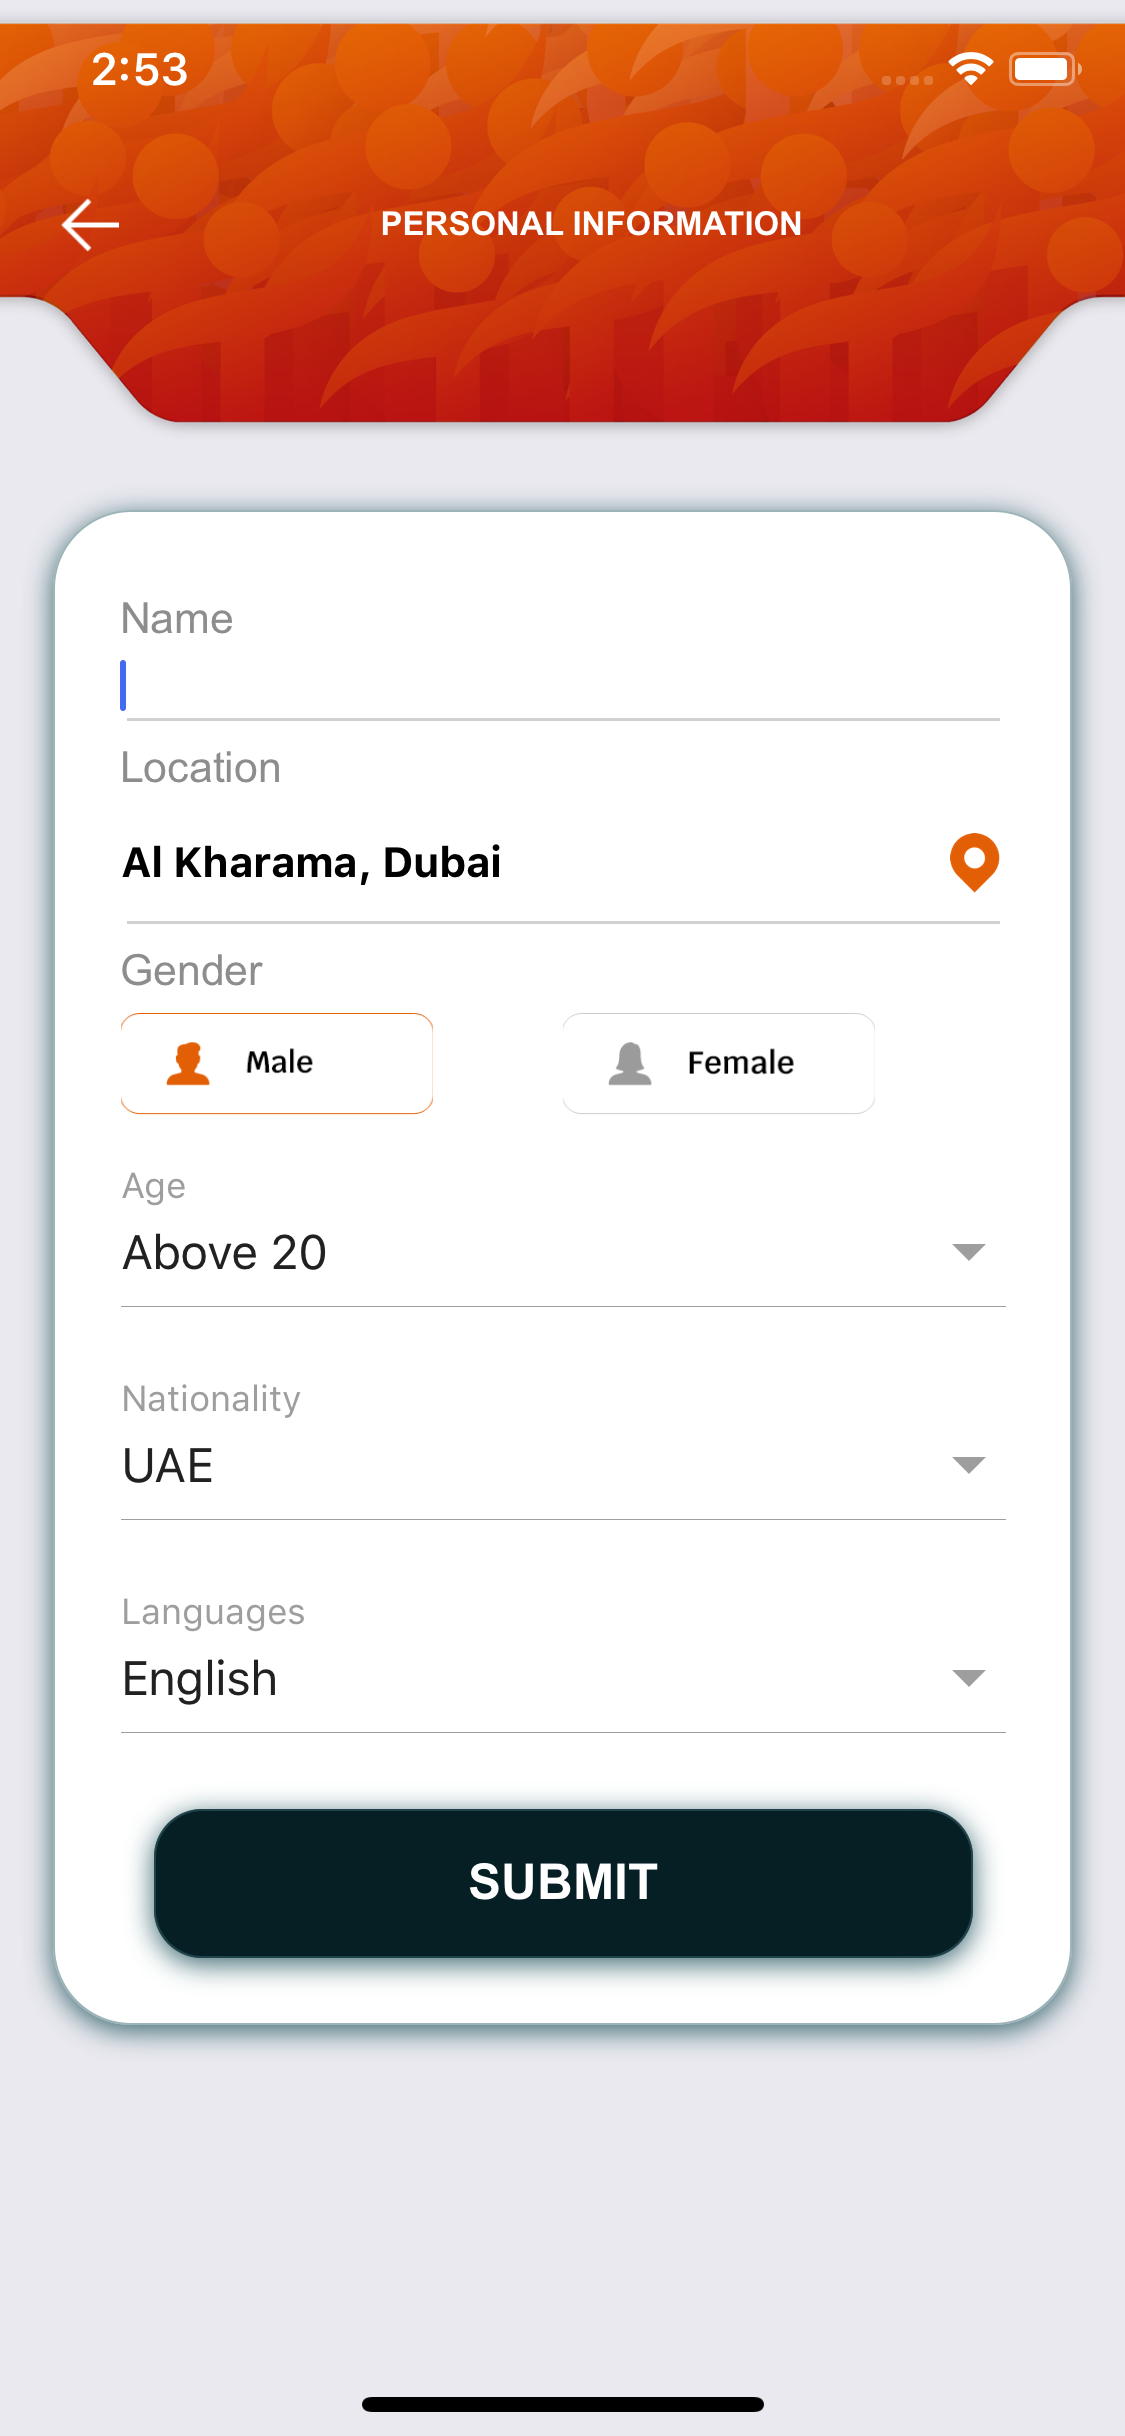 2:53
PERSONAL INFORMATION
Name
Location
Al Kharama, Dubai
Gender
Male Female
Age
Above 20
Nationality
UAE
Languages
English
SUBMIT